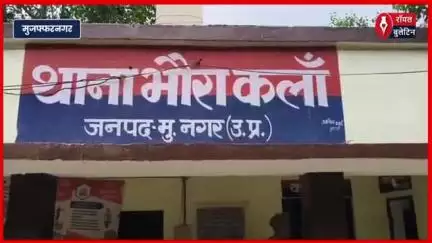 मुजफ्फरनगर
रॉयल
बुलेटिन
थाना भौरा कलाँ
जनपद-मु. नगर (उ.प्र.)